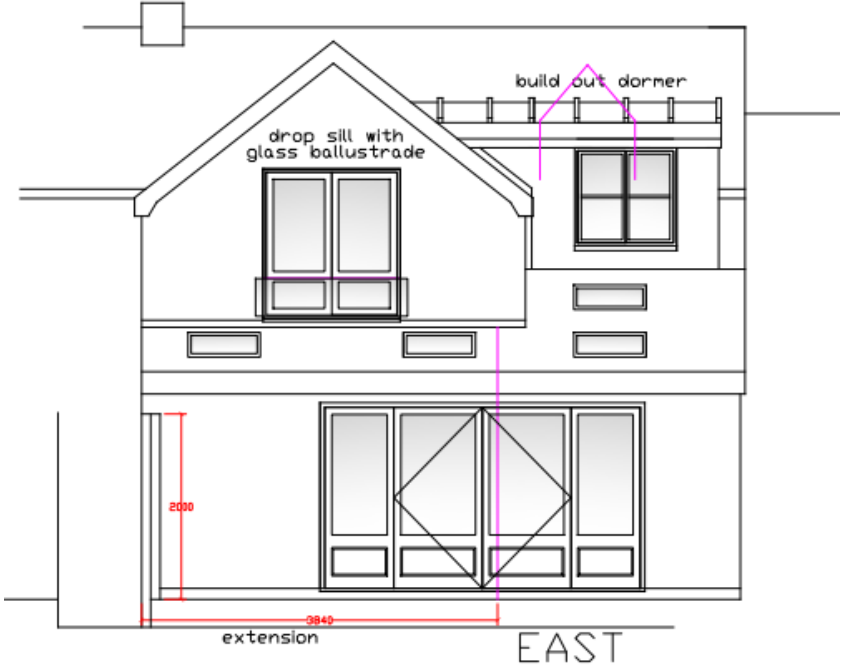 build out dormer
drop sill with
glass ballustrade
2000
3840
extension
EAST